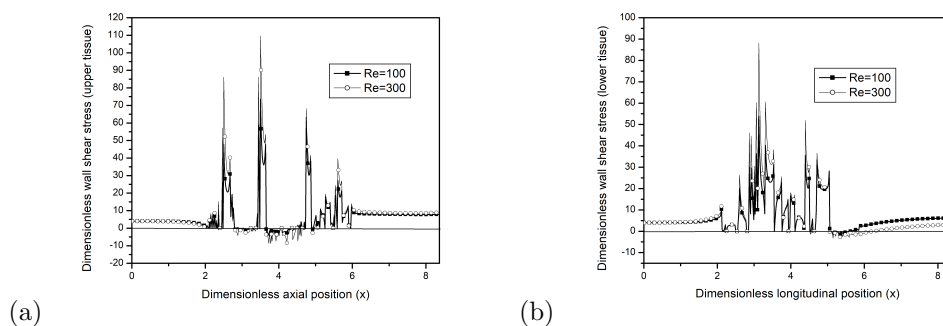 120
110
100
90
80
70
60
50
40
30
20
10
0
-10
-20
0 2 4 6 8
Dimensionless wall shear stress (upper tissue)
Dimensionless axial position (x)
Re=100
Re=300
(a)
100
90
80
70
60
50
40
30
20
10
0
-10
0 2 4 6 8
Dimensionless wall shear stress (lower tissue)
Dimensionless longitudinal position (x)
Re=100
Re=300
(b)